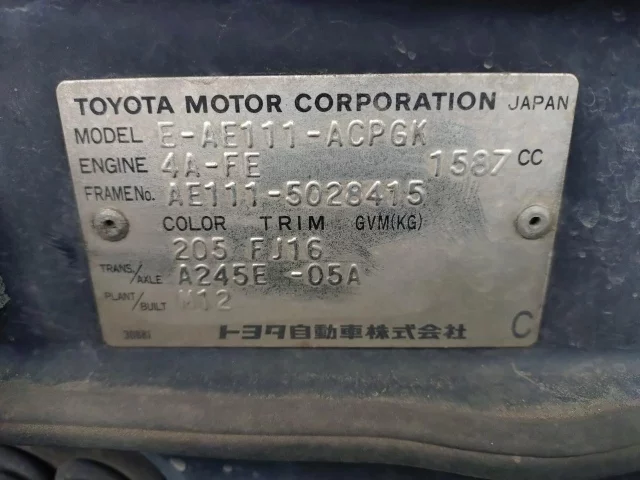 TOYOTA MOTOR CORPORATION JAPAN
MODEL E-AE111-ACPGK
ENGINE 4A-FE 1587 CC
FRAME No. AE111-5028415
COLOR TRIM GVM(KG)
205 FJ16
TRANS./AXLE A245E -05A
PLANT/BUILT M12
トヨタ自動車株式会社 C